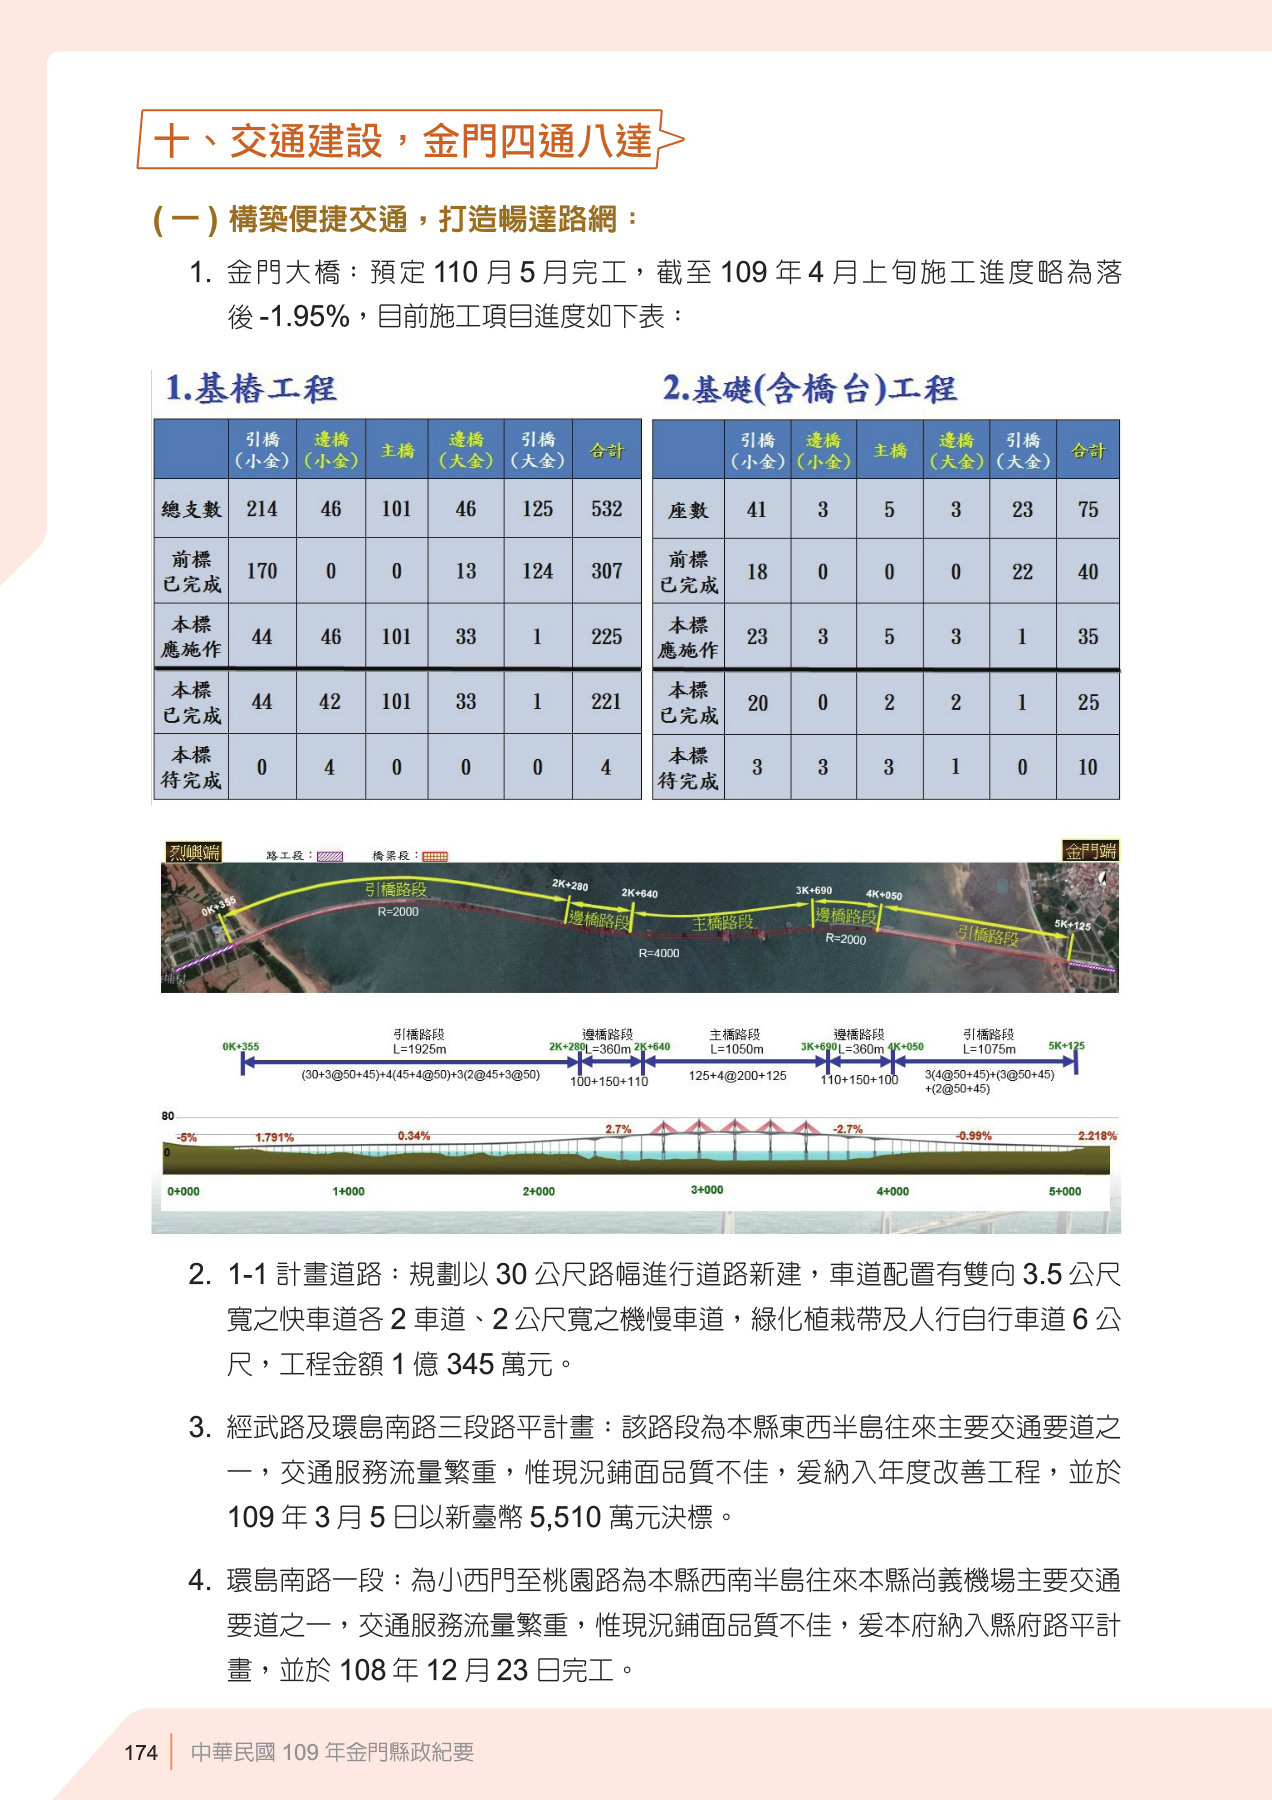 十、交通建設，金門四通八達
( 一 ) 構築便捷交通，打造暢達路網：
1. 金門大橋：預定 110 月 5 月完工，截至 109 年 4 月上旬施工進度略為落
後 -1.95%，目前施工項目進度如下表：
1.基樁工程
引橋（小金） 邊橋（小金） 主橋 邊橋（大金） 引橋（大金） 合計
總支數 214 46 101 46 125 532
前標已完成 170 0 0 13 124 307
本標應施作 44 46 101 33 1 225
本標已完成 44 42 101 33 1 221
本標待完成 0 4 0 0 0 4
2.基礎(含橋台)工程
引橋（小金） 邊橋（小金） 主橋 邊橋（大金） 引橋（大金） 合計
座數 41 3 5 3 23 75
前標已完成 18 0 0 0 22 40
本標應施作 23 3 5 3 1 35
本標已完成 20 0 2 2 1 25
本標待完成 3 3 3 1 0 10
烈嶼端 路工段： 橋梁段： 金門端
0K+355 2K+280 2K+640 3K+690 4K+050 5K+125
引橋路段 邊橋路段 主橋路段 邊橋路段 引橋路段
R=2000 R=4000 R=2000
引橋路段 邊橋路段 主橋路段 邊橋路段 引橋路段
0K+355 L=1925m 2K+280 L=360m 2K+640 L=1050m 3K+690 L=360m 4K+050 L=1075m 5K+125
(30+3@50+45)+4(45+4@50)+3(2@45+3@50) 100+150+110 125+4@200+125 110+150+100 3(4@50+45)+(3@50+45)
+(2@50+45)
80
-5% 1.791% 0.34% 2.7% -2.7% -0.99% 2.218%
0
0+000 1+000 2+000 3+000 4+000 5+000
2. 1-1 計畫道路：規劃以 30 公尺路幅進行道路新建，車道配置有雙向 3.5 公尺
寬之快車道各 2 車道、2 公尺寬之機慢車道，綠化植栽帶及人行自行車道 6 公
尺，工程金額 1 億 345 萬元。
3. 經武路及環島南路三段路平計畫：該路段為本縣東西半島往來主要交通要道之
一，交通服務流量繁重，惟現況鋪面品質不佳，爰納入年度改善工程，並於
109 年 3 月 5 日以新臺幣 5,510 萬元決標。
4. 環島南路一段：為小西門至桃園路為本縣西南半島往來本縣尚義機場主要交通
要道之一，交通服務流量繁重，惟現況鋪面品質不佳，爰本府納入縣府路平計
畫，並於 108 年 12 月 23 日完工。
174 中華民國 109 年金門縣政紀要